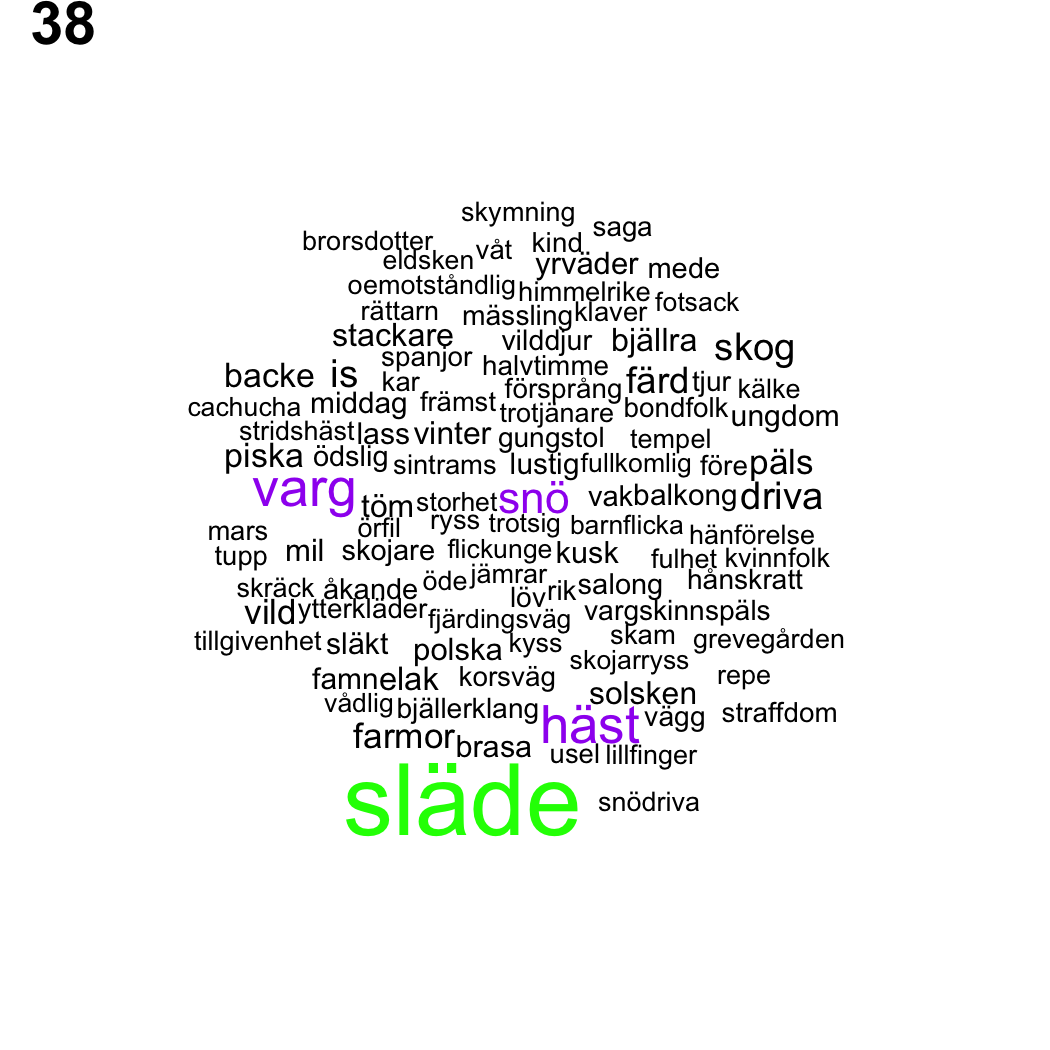 38
skymning
saga
brorsdotter
kind
våt
eldsken
yrväder
mede
oemotståndlig
himmelrike
fotsack
rättarn
mässling
klaver
stackare
vilddjur
bjällra
skog
spanjor
halvtimme
backe
is
kar
försprång
färd
tjur
kälke
cachucha
middag
främst
trotjänare
bondfolk
ungdom
stridshäst
lass
vinter
gungstol
tempel
piska
ödslig
sintrams
lustig
fullkomlig
före
päls
varg
töm
storhet
snö
vak
balkong
driva
mars
örfil
ryss
trotsig
barnflicka
hänförelse
tupp
mil
skojare
flickunge
kusk
fulhet
kvinnfolk
skräck
åkande
öde
jämrar
löv
rik
salong
hånskratt
vild
ytterkläder
fjärdingsväg
vargskinnspäls
tillgivenhet
släkt
polska
kyss
skam
grevegården
skojarryss
famn
elak
korsväg
repe
solsken
vådlig
bjällerklang
häst
vägg
straffdom
farmor
brasa
usel
lillfinger
släde
snödriva